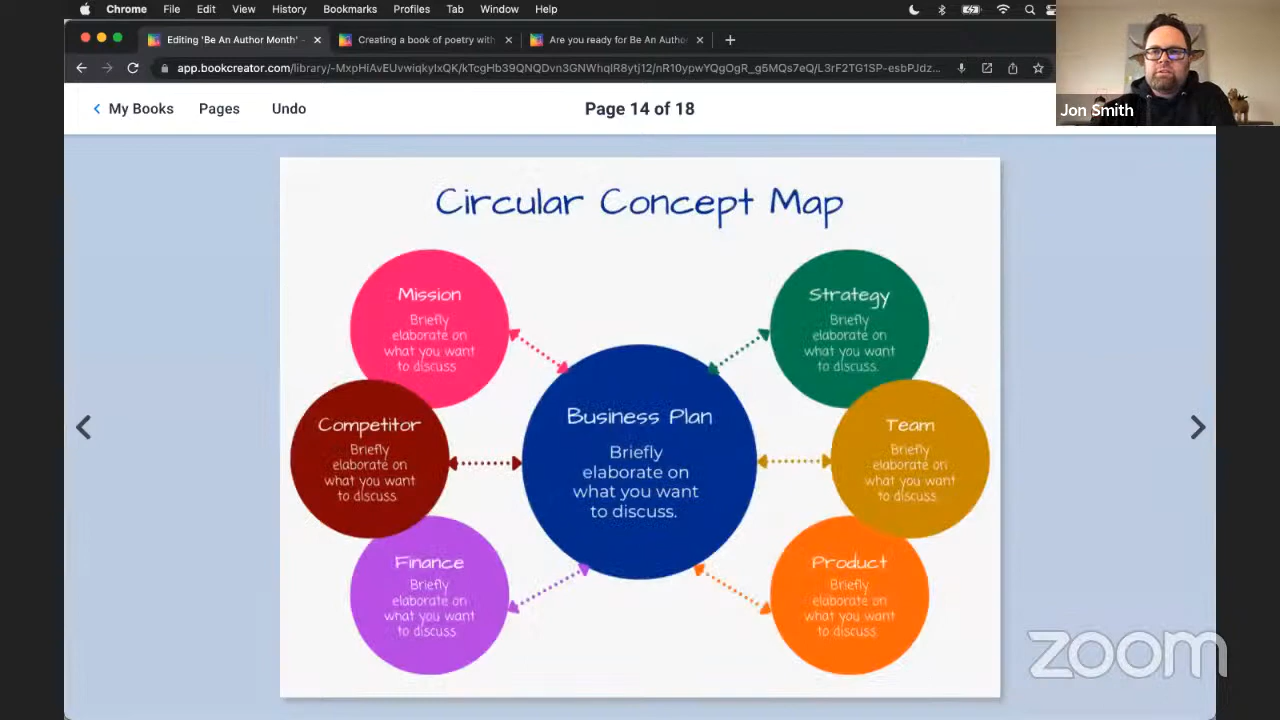 Chrome File Edit View History Bookmarks Profiles Tab Window Help
Editing 'Be An Author Month' -
Creating a book of poetry with
Are you ready for Be An Author
My Books Pages Undo
Page 14 of 18
Jon Smith
Circular Concept Map
Mission
Briefly
elaborate on
what you want
to discuss.
Strategy
Briefly
elaborate on
what you want
to discuss.
Competitor
Briefly
elaborate on
what you want
to discuss.
Business Plan
Briefly
elaborate on
what you want
to discuss.
Team
Briefly
elaborate on
what you want
to discuss.
Finance
Briefly
elaborate on
what you want
to discuss.
Product
Briefly
elaborate on
what you want
to discuss.
zoom